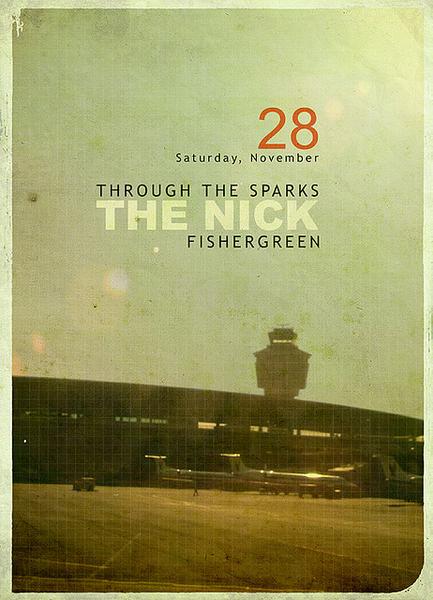 28
Saturday, November
THROUGH THE SPARKS
THE NICK
FISHERGREEN